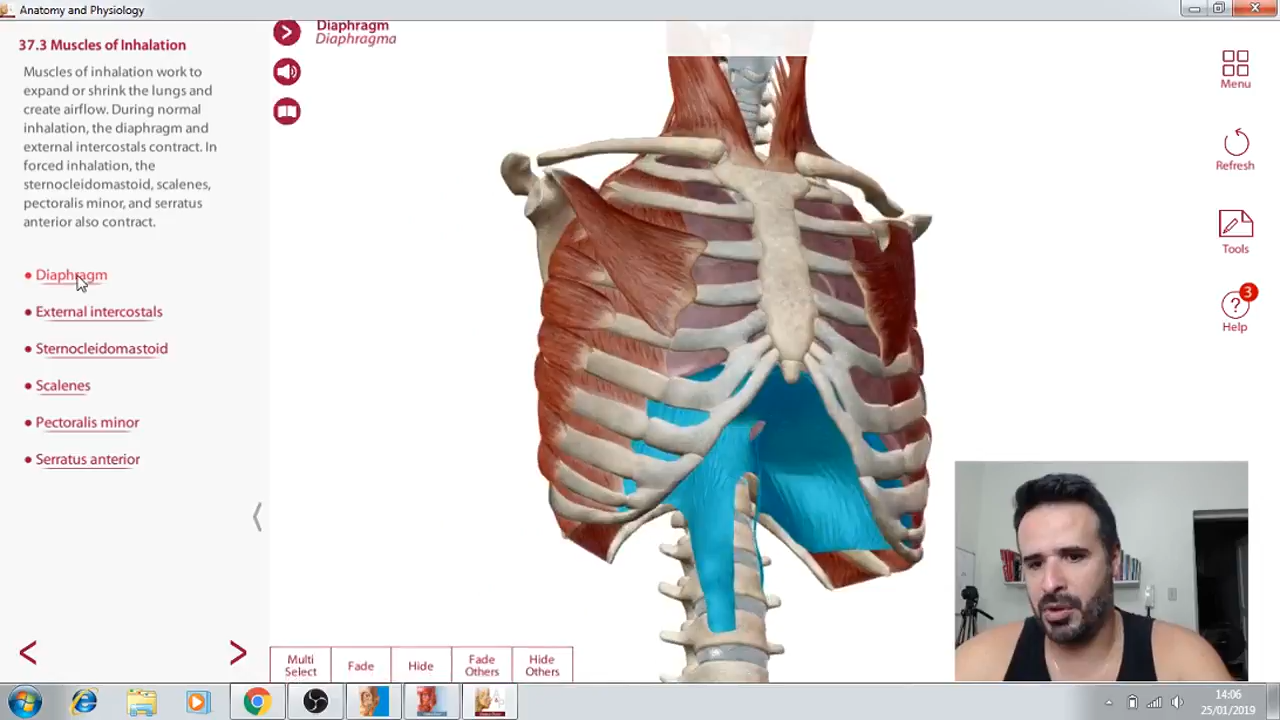 Anatomy and Physiology
37.3 Muscles of Inhalation
Muscles of inhalation work to
expand or shrink the lungs and
create airflow. During normal
inhalation, the diaphragm and
external intercostals contract. In
forced inhalation, the
sternocleidomastoid, scalenes,
pectoralis minor, and serratus
anterior also contract.
• Diaphragm
• External intercostals
• Sternocleidomastoid
• Scalenes
• Pectoralis minor
• Serratus anterior
Diaphragm
Diaphragma
Menu
Refresh
Tools
3
Help
Multi
Select
Fade
Hide
Fade
Others
Hide
Others
14:06
25/01/2019